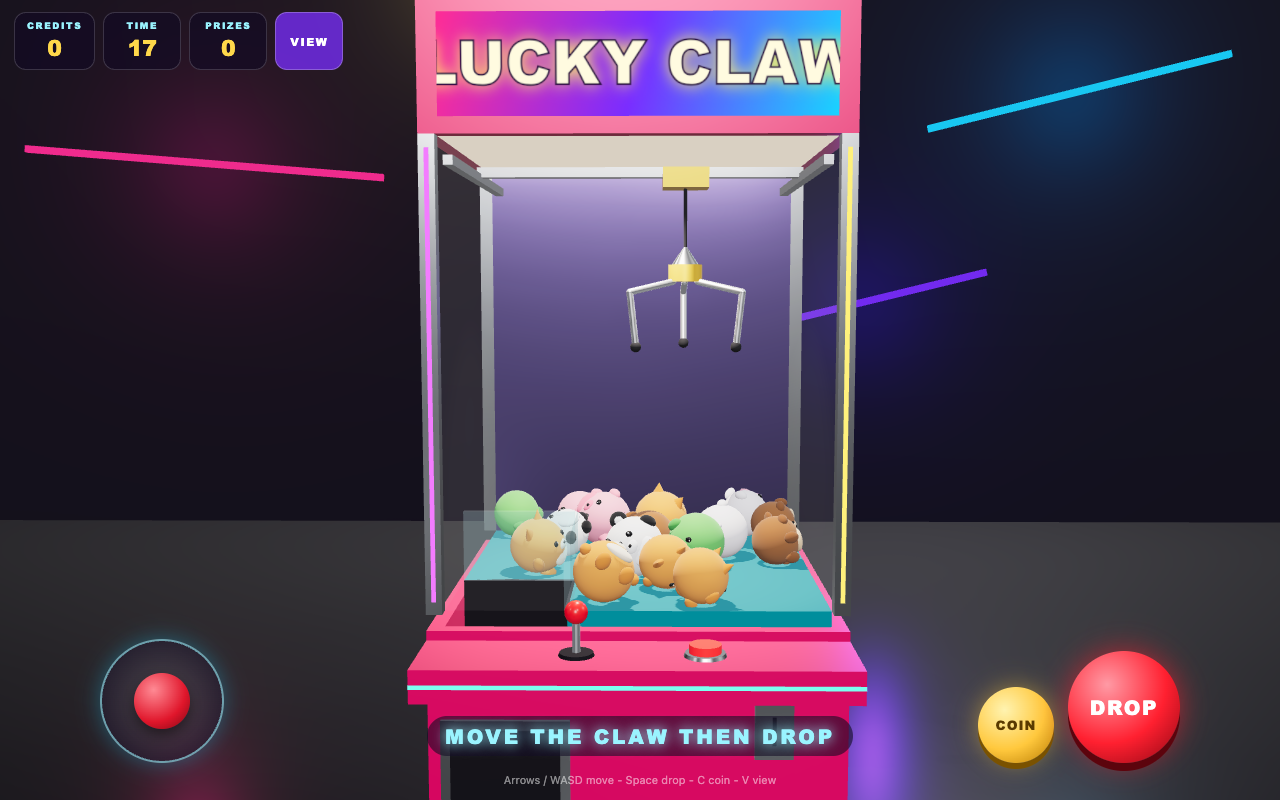 CREDITS
0
TIME
17
PRIZES
0
VIEW
LUCKY CLAW
MOVE THE CLAW THEN DROP
COIN
DROP
Arrows / WASD move - Space drop - C coin - V view